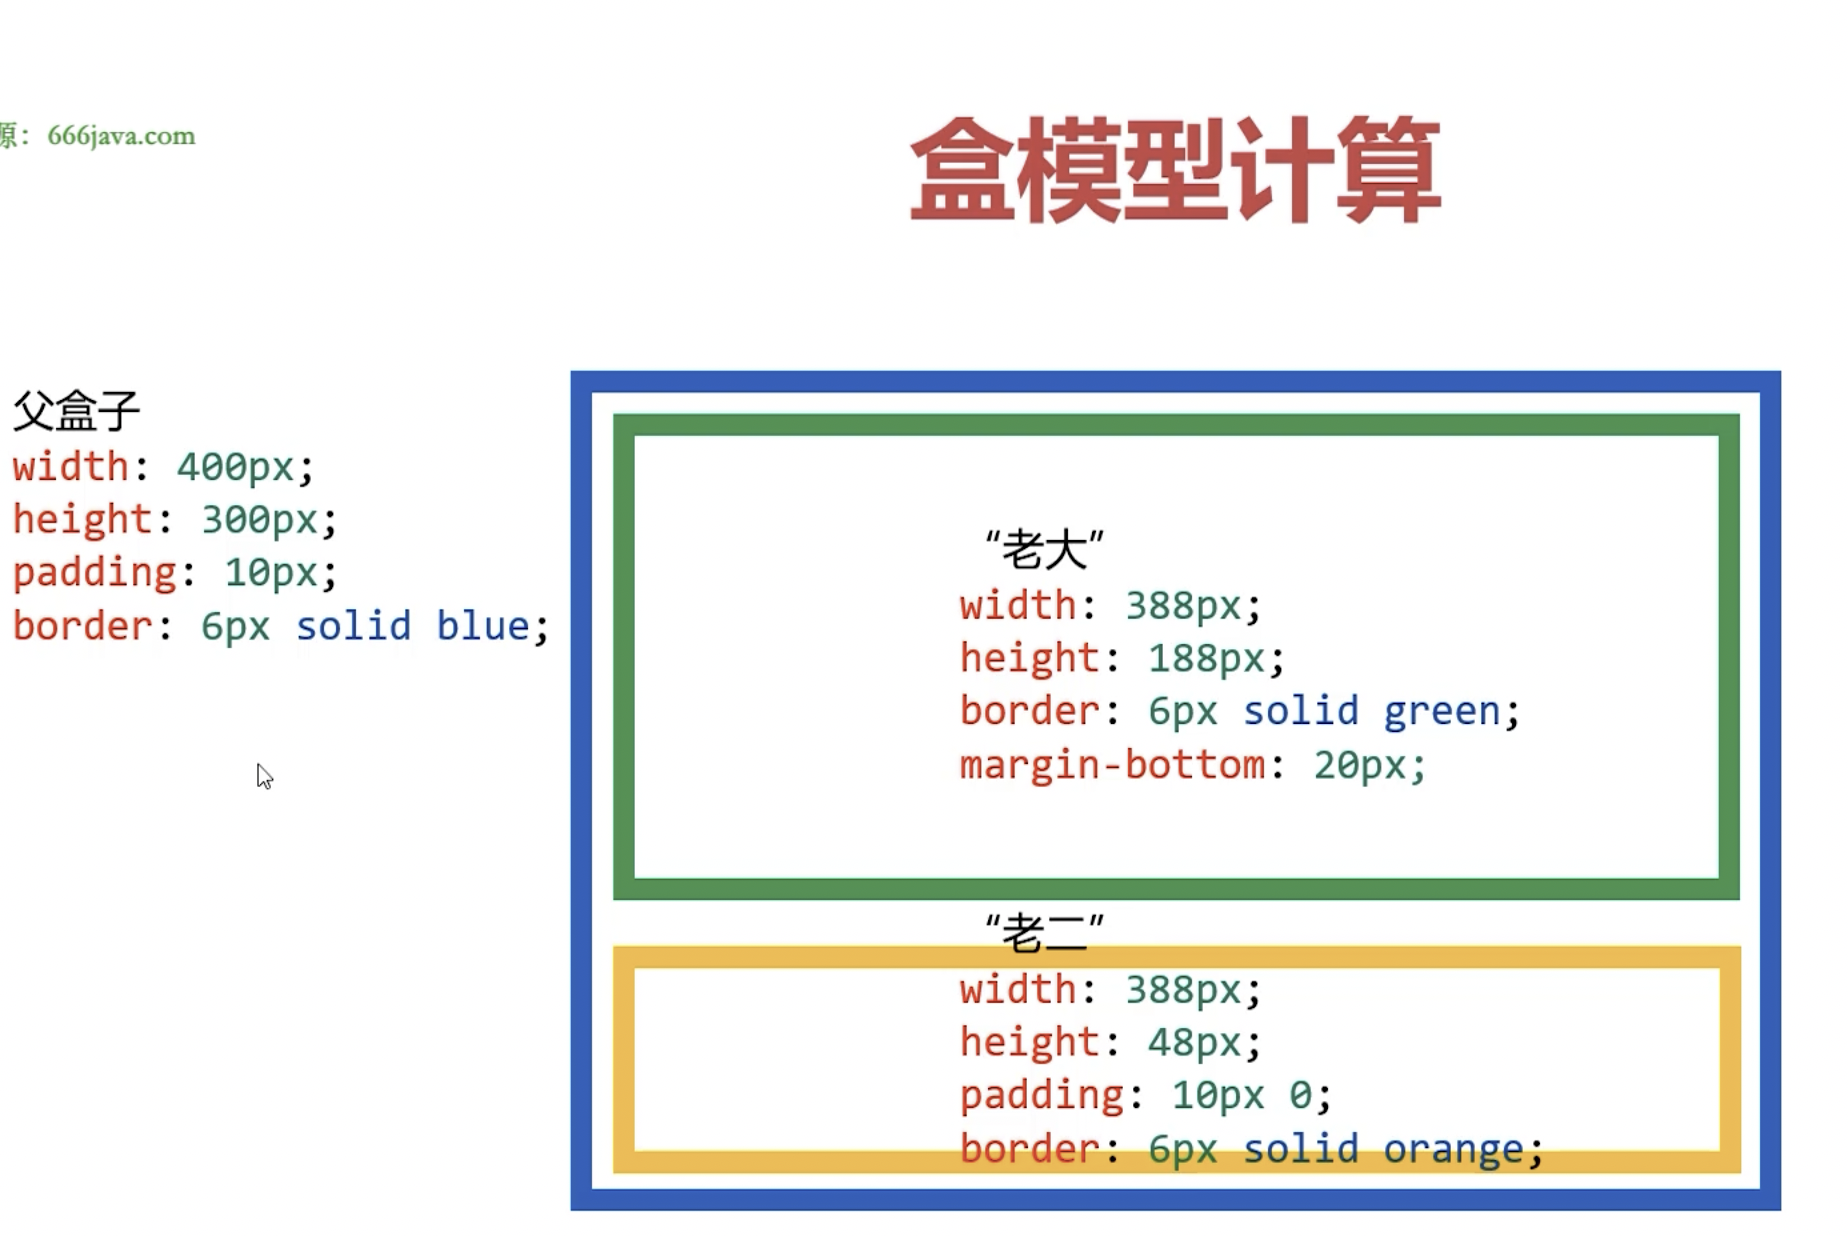 源：666java.com
盒模型计算
父盒子
width: 400px;
height: 300px;
padding: 10px;
border: 6px solid blue;
“老大”
width: 388px;
height: 188px;
border: 6px solid green;
margin-bottom: 20px;
“老二”
width: 388px;
height: 48px;
padding: 10px 0;
border: 6px solid orange;